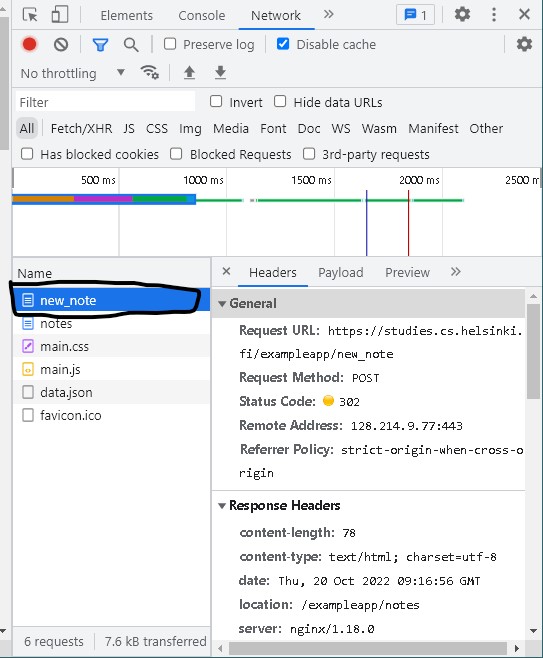 Elements Console Network » 1
Preserve log Disable cache
No throttling
Filter Invert Hide data URLs
All Fetch/XHR JS CSS Img Media Font Doc WS Wasm Manifest Other
Has blocked cookies Blocked Requests 3rd-party requests
500 ms 1000 ms 1500 ms 2000 ms 2500 m
Name
× Headers Payload Preview »
new_note
notes
main.css
main.js
data.json
favicon.ico
General
Request URL: https://studies.cs.helsinki.
fi/exampleapp/new_note
Request Method: POST
Status Code: 302
Remote Address: 128.214.9.77:443
Referrer Policy: strict-origin-when-cross-o
rigin
Response Headers
content-length: 78
content-type: text/html; charset=utf-8
date: Thu, 20 Oct 2022 09:16:56 GMT
location: /exampleapp/notes
server: nginx/1.18.0
6 requests 7.6 kB transferred